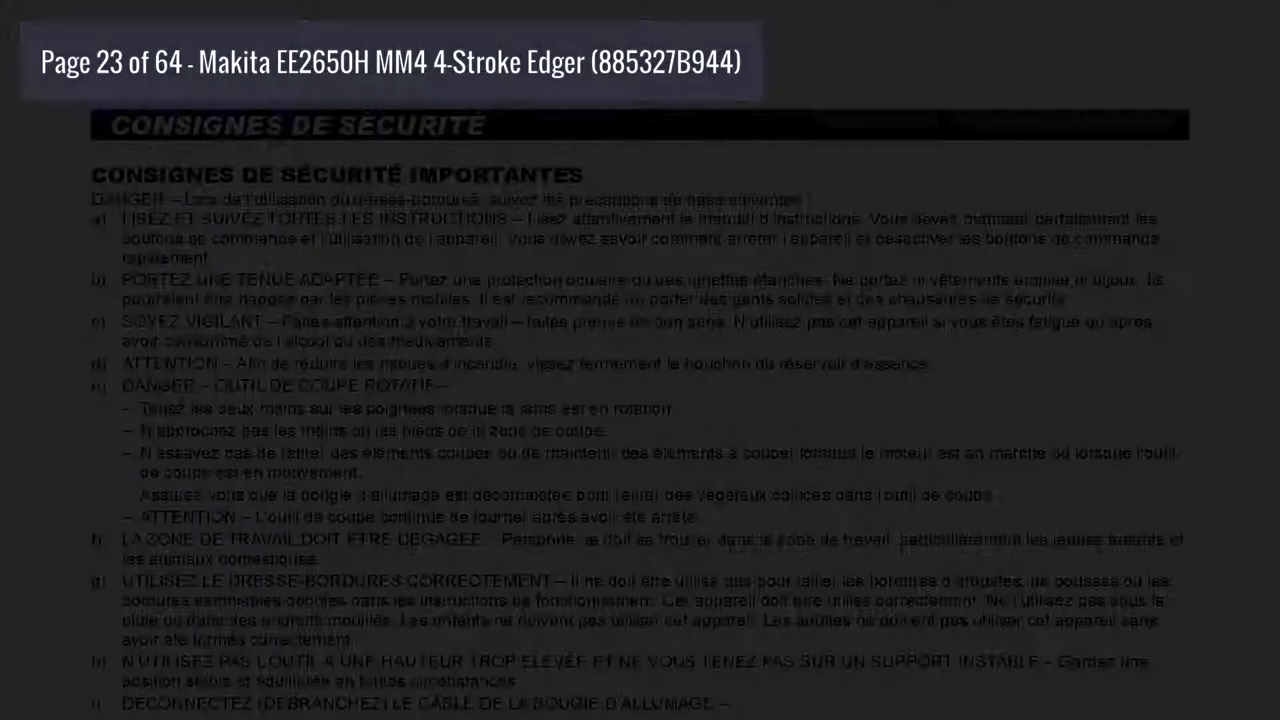 Page 23 of 64 - Makita EE2650H MM4 4-Stroke Edger (885327B944)
CONSIGNES DE SÉCURITÉ
CONSIGNES DE SÉCURITÉ IMPORTANTES
DANGER – Lors de l'utilisation du dresse-bordures, suivez les précautions de base suivantes :
a) LISEZ ET SUIVEZ TOUTES LES INSTRUCTIONS – Lisez attentivement le manuel d'instructions. Vous devez maîtriser parfaitement les
boutons de commande et l'utilisation de l'appareil. Vous devez savoir comment arrêter l'appareil et désactiver les boutons de commande
rapidement.
b) PORTEZ UNE TENUE ADAPTÉE – Portez une protection oculaire ou des lunettes étanches. Ne portez ni vêtements amples ni bijoux. Ils
pourraient être happés par les pièces mobiles. Il est recommandé de porter des gants solides et des chaussures de sécurité.
c) SOYEZ VIGILANT – Faites attention à votre travail – faites preuve de bon sens. N'utilisez pas cet appareil si vous êtes fatigué ou après
avoir consommé de l'alcool ou des médicaments.
d) ATTENTION – Afin de réduire les risques d'incendie, vissez fermement le bouchon du réservoir d'essence.
e) DANGER – OUTIL DE COUPE ROTATIF –
– Tenez les deux mains sur les poignées lorsque la lame est en rotation.
– N'approchez pas les mains ou les pieds de la zone de coupe.
– N'essayez pas de retirer des éléments coupés ou de maintenir des éléments à couper lorsque le moteur est en marche ou lorsque l'outil
de coupe est en mouvement.
Assurez-vous que la bougie d'allumage est déconnectée pour retirer des végétaux coincés dans l'outil de coupe.
– ATTENTION – L'outil de coupe continue de tourner après avoir été arrêté.
f) LA ZONE DE TRAVAIL DOIT ETRE DÉGAGÉE – Personne ne doit se trouver dans la zone de travail, particulièrement les jeunes enfants et
les animaux domestiques.
g) UTILISEZ LE DRESSE-BORDURES CORRECTEMENT – Il ne doit être utilisé que pour tailler les bordures d'arbustes, de pousses ou les
bordures semblables décrites dans les instructions de fonctionnement. Cet appareil doit être utilisé correctement. Ne l'utilisez pas sous la
pluie ou dans des endroits mouillés. Les enfants ne doivent pas utiliser cet appareil. Les adultes ne doivent pas utiliser cet appareil sans
avoir été formés correctement.
h) N'UTILISEZ PAS L'OUTIL A UNE HAUTEUR TROP ELEVÉE ET NE VOUS TENEZ PAS SUR UN SUPPORT INSTABLE – Gardez une
position stable et équilibrée en toutes circonstances.
i) DÉCONNECTEZ (DÉBRANCHEZ) LE CÂBLE DE LA BOUGIE D'ALLUMAGE –